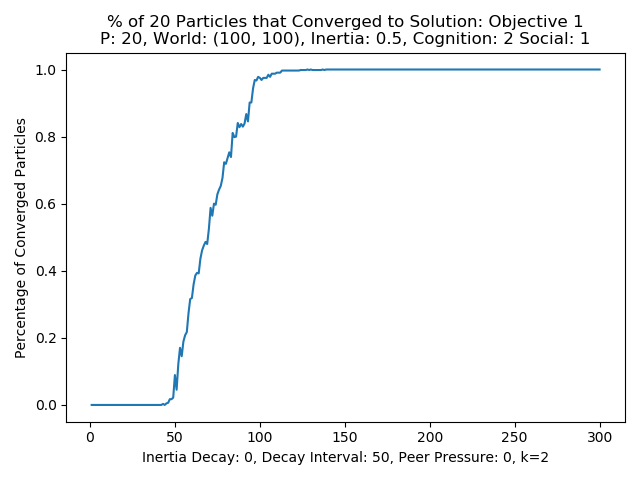 % of 20 Particles that Converged to Solution: Objective 1
P: 20, World: (100, 100), Inertia: 0.5, Cognition: 2 Social: 1
Percentage of Converged Particles
1.0
0.8
0.6
0.4
0.2
0.0
0 50 100 150 200 250 300
Inertia Decay: 0, Decay Interval: 50, Peer Pressure: 0, k=2